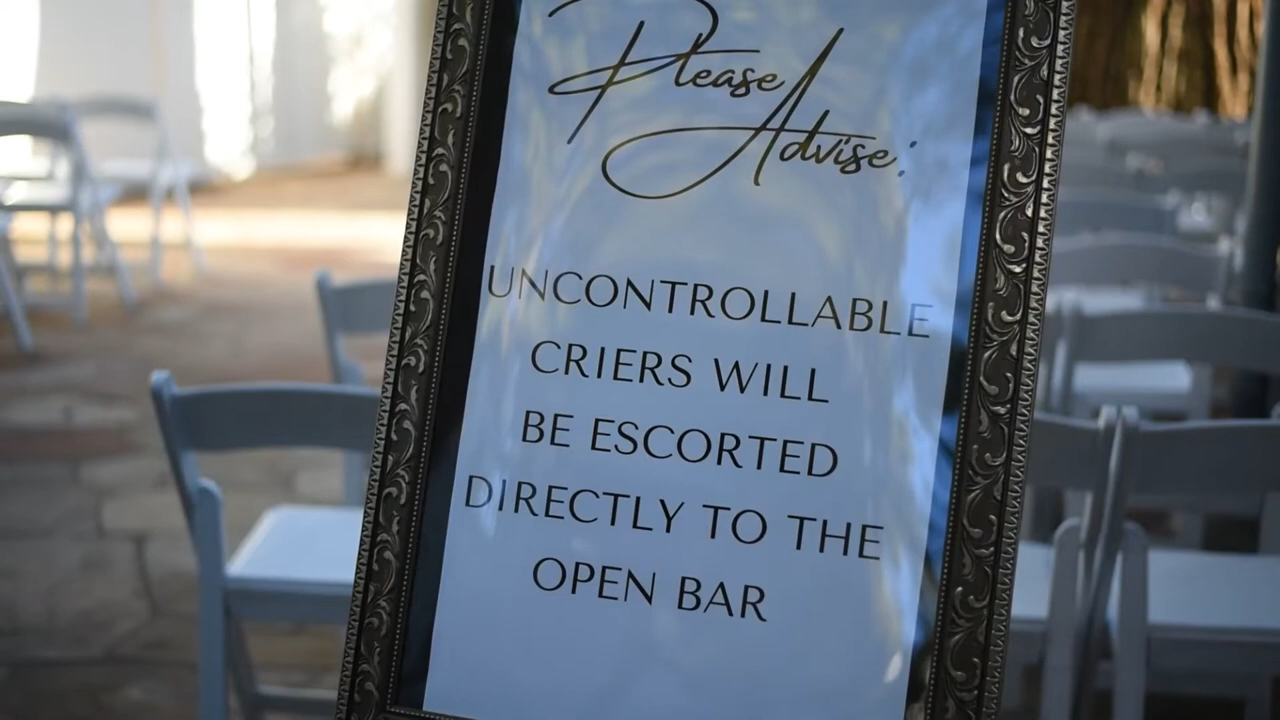 Please
Advise:
UNCONTROLLABLE
CRIERS WILL
BE ESCORTED
DIRECTLY TO THE
OPEN BAR